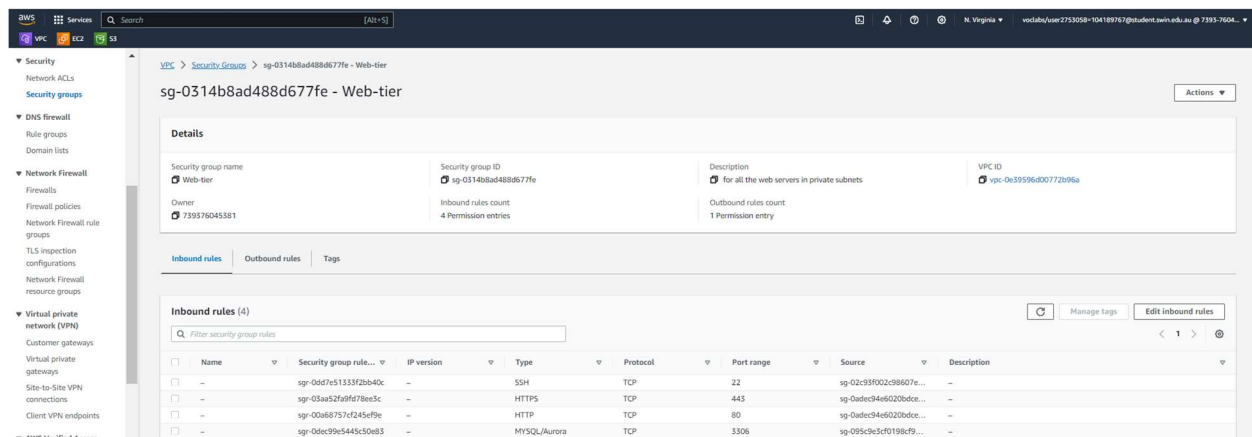 aws Services Search [Alt+S] N. Virginia voclabs/user2753058=104189767@student.swin.edu.au @ 7393-7604...
VPC EC2 S3
Security
Network ACLs
Security groups
DNS firewall
Rule groups
Domain lists
Network Firewall
Firewalls
Firewall policies
Network Firewall rule
groups
TLS inspection
configurations
Network Firewall
resource groups
Virtual private
network (VPN)
Customer gateways
Virtual private
gateways
Site-to-Site VPN
connections
Client VPN endpoints
VPC > Security Groups > sg-0314b8ad488d677fe - Web-tier
sg-0314b8ad488d677fe - Web-tier Actions
Details
Security group name Security group ID Description VPC ID
Web-tier sg-0314b8ad488d677fe for all the web servers in private subnets vpc-0e39596d00772b96a
Owner Inbound rules count Outbound rules count
739376045381 4 Permission entries 1 Permission entry
Inbound rules Outbound rules Tags
Inbound rules (4) Manage tags Edit inbound rules
Filter security group rules < 1 >
Name Security group rule... IP version Type Protocol Port range Source Description
– sgr-0dd7e51333f2bb40c – SSH TCP 22 sg-02c93f002c98607e... –
– sgr-03aa52fa9fd78ee3c – HTTPS TCP 443 sg-0adec94e6020bdce... –
– sgr-00a68757cf245ef9e – HTTP TCP 80 sg-0adec94e6020bdce... –
– sgr-0dec99e5445c50e83 – MYSQL/Aurora TCP 3306 sg-095c9e3cf0198cf9... –